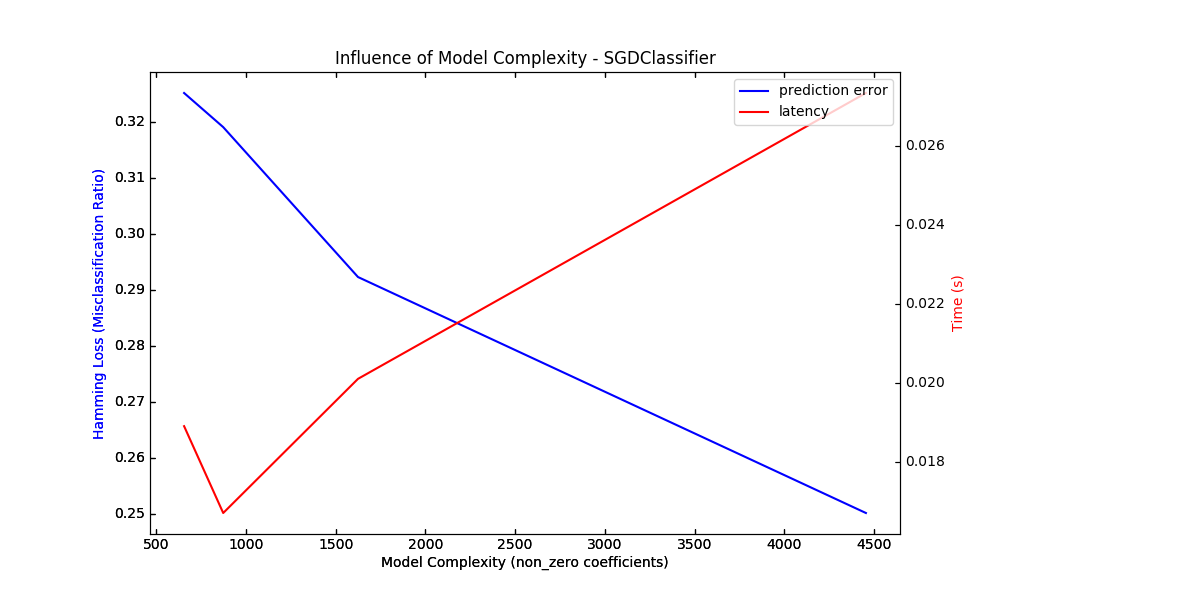 Influence of Model Complexity - SGDClassifier
prediction error
latency
0.32
0.31
0.30
0.29
0.28
0.27
0.26
0.25
Hamming Loss (Misclassification Ratio)
0.026
0.024
0.022
0.020
0.018
Time (s)
500 1000 1500 2000 2500 3000 3500 4000 4500
Model Complexity (non_zero coefficients)